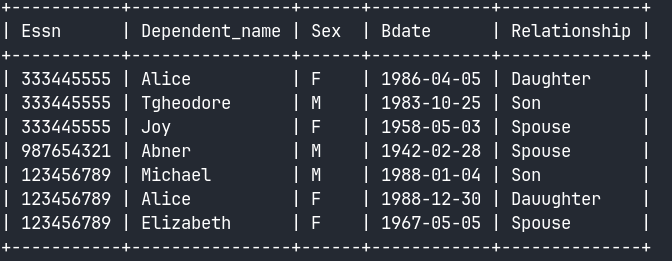 +-----------+----------------+------+------------+--------------+
| Essn      | Dependent_name | Sex  | Bdate      | Relationship |
+-----------+----------------+------+------------+--------------+
| 333445555 | Alice          | F    | 1986-04-05 | Daughter     |
| 333445555 | Tgheodore      | M    | 1983-10-25 | Son          |
| 333445555 | Joy            | F    | 1958-05-03 | Spouse       |
| 987654321 | Abner          | M    | 1942-02-28 | Spouse       |
| 123456789 | Michael        | M    | 1988-01-04 | Son          |
| 123456789 | Alice          | F    | 1988-12-30 | Dauughter    |
| 123456789 | Elizabeth      | F    | 1967-05-05 | Spouse       |
+-----------+----------------+------+------------+--------------+